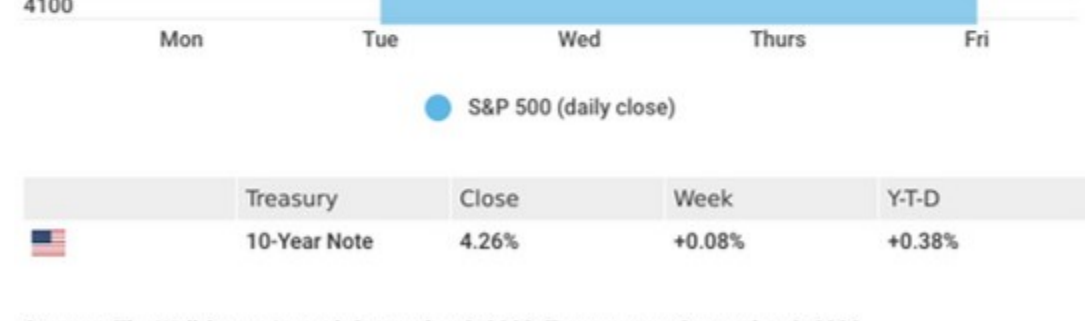 4100
Mon Tue Wed Thurs Fri
S&P 500 (daily close)
Treasury Close Week Y-T-D
10-Year Note 4.26% +0.08% +0.38%